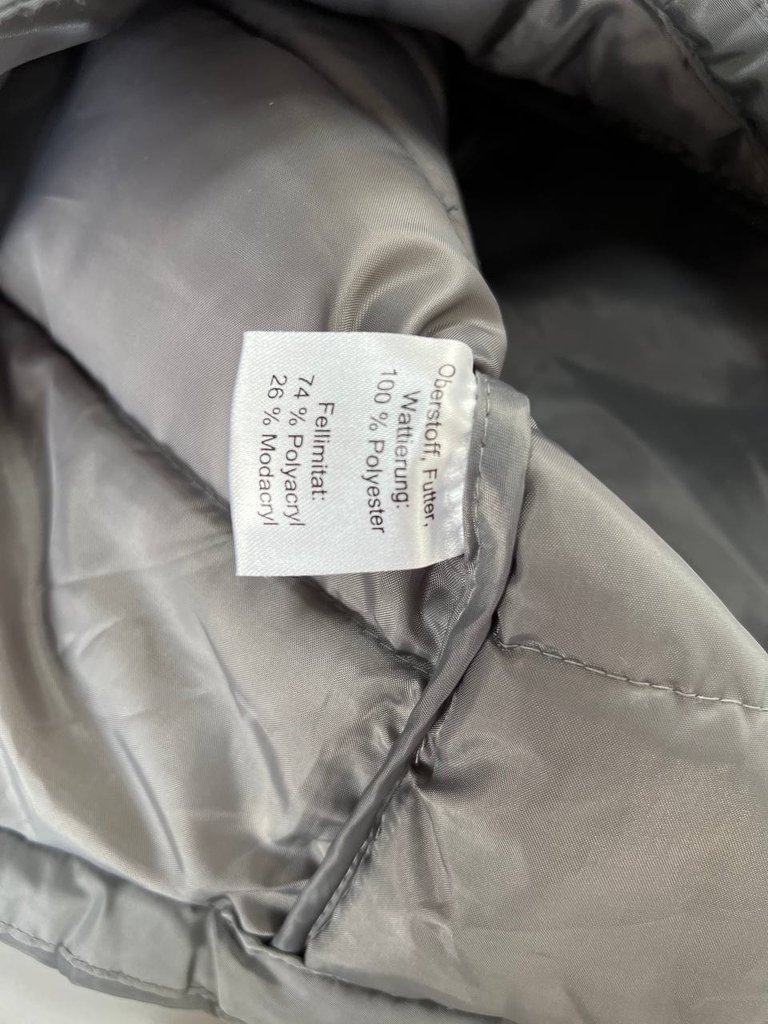 Oberstoff, Futter,
Wattierung:
100 % Polyester
Fellimitat:
74 % Polyacryl
26 % Modacryl